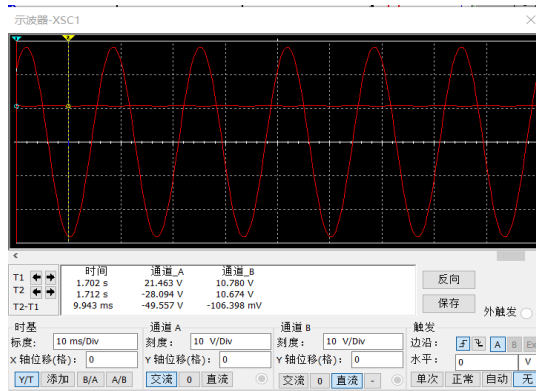 示波器-XSC1
时间 通道_A 通道_B
T1 1.702 s 21.463 V 10.780 V
T2 1.712 s -28.094 V 10.674 V
T2-T1 9.943 ms -49.557 V -106.398 mV
反向
保存
外触发
时基 通道 A 通道 B 触发
标度: 10 ms/Div 刻度: 10 V/Div 刻度: 10 V/Div 边沿: A B Ex
X 轴位移(格): 0 Y 轴位移(格): 0 Y 轴位移(格): 0 水平: 0 V
Y/T 添加 B/A A/B 交流 0 直流 交流 0 直流 - 单次 正常 自动 无